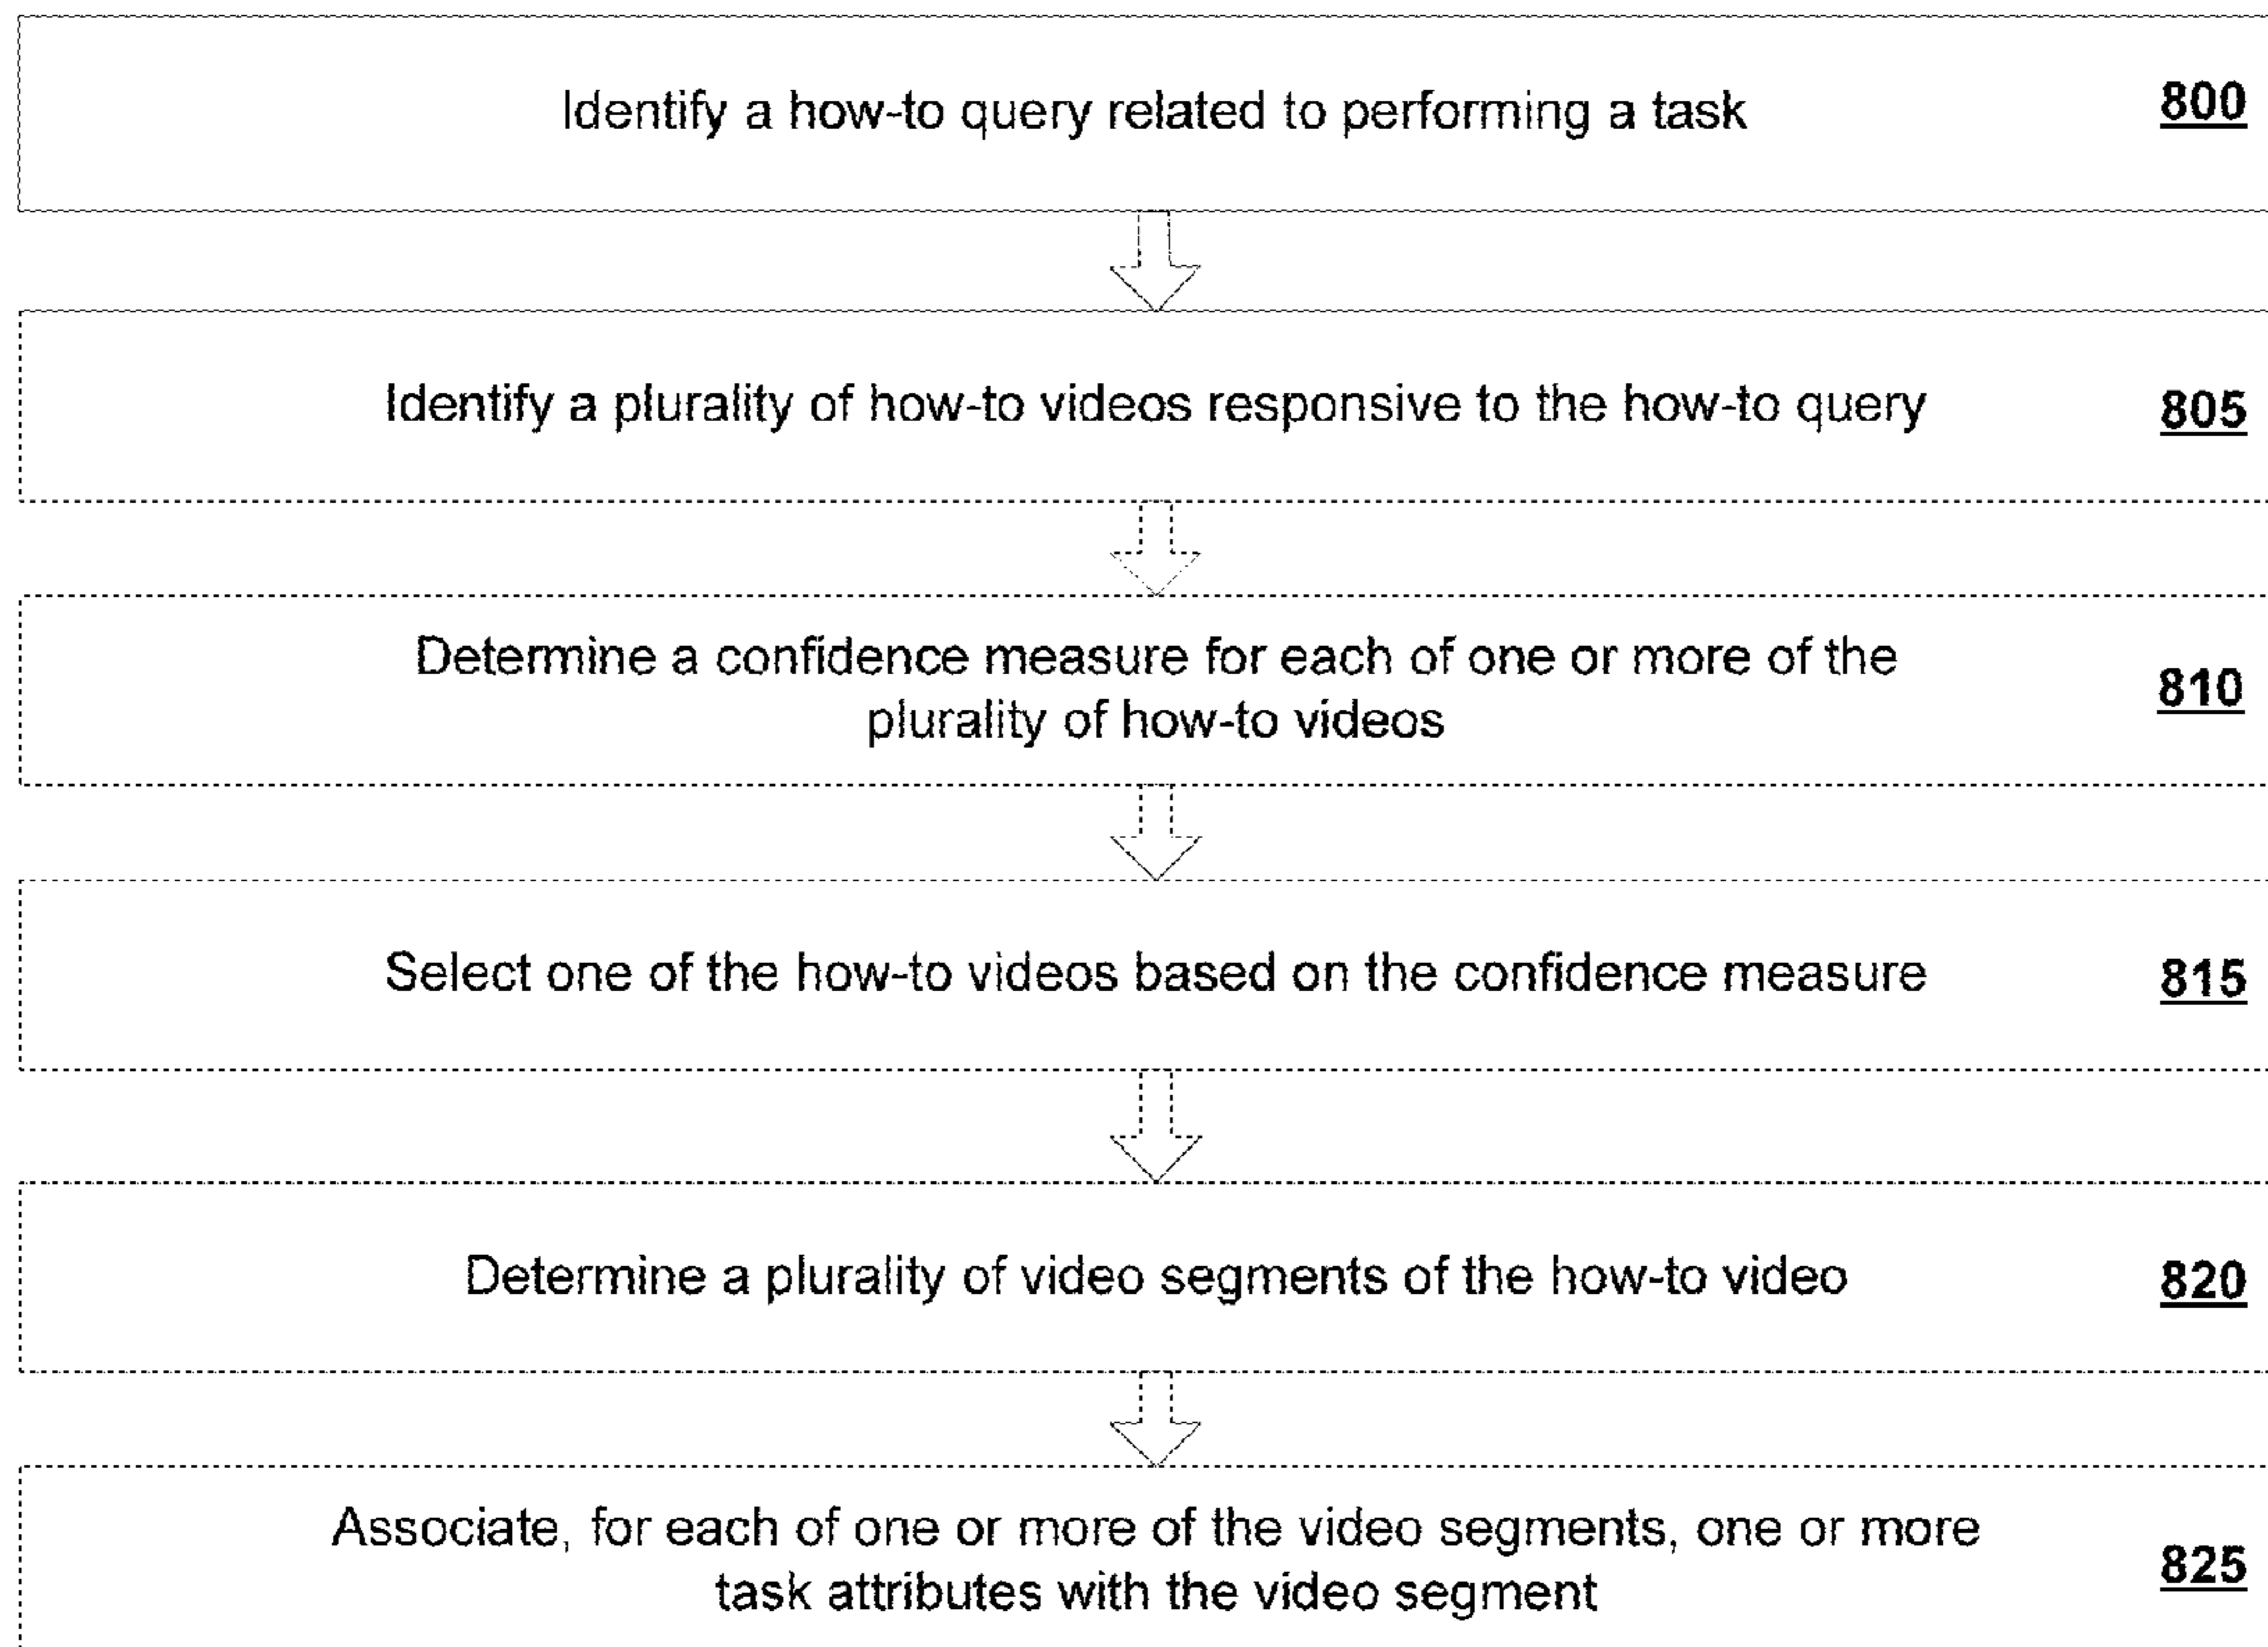 Identify a how-to query related to performing a task 800
Identify a plurality of how-to videos responsive to the how-to query 805
Determine a confidence measure for each of one or more of the
plurality of how-to videos
810
Select one of the how-to videos based on the confidence measure 815
Determine a plurality of video segments of the how-to video 820
Associate, for each of one or more of the video segments, one or more
task attributes with the video segment
825